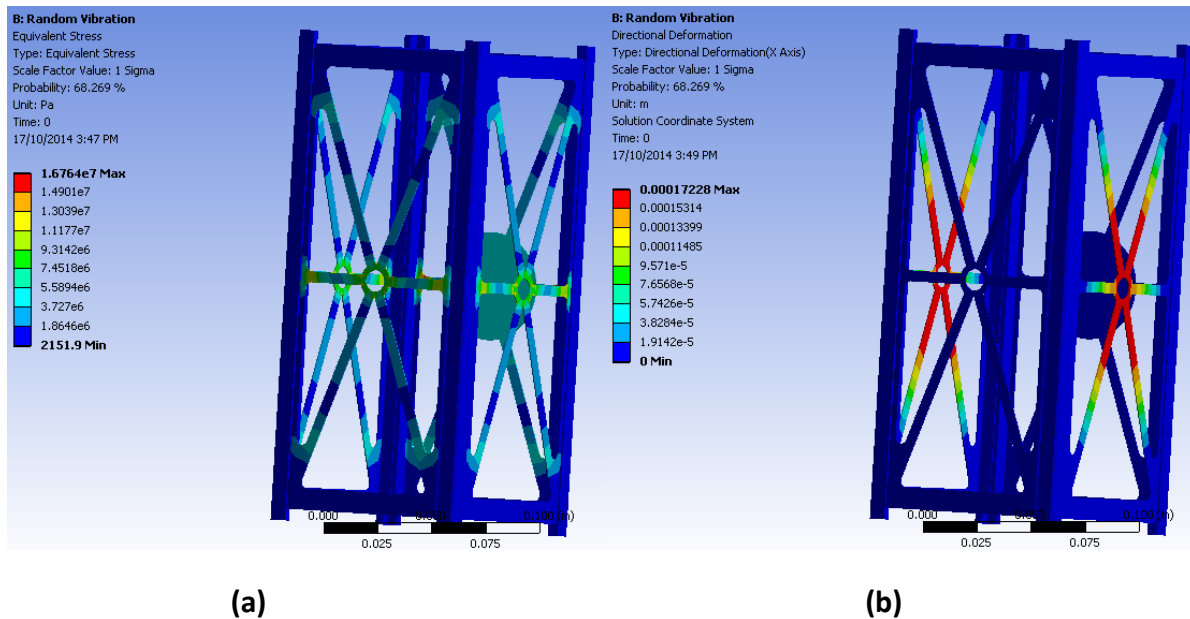 B: Random Vibration
Equivalent Stress
Type: Equivalent Stress
Scale Factor Value: 1 Sigma
Probability: 68.269 %
Unit: Pa
Time: 0
17/10/2014 3:47 PM
1.6764e7 Max
1.4901e7
1.3039e7
1.1177e7
9.3142e6
7.4518e6
5.5894e6
3.727e6
1.8646e6
2151.9 Min
0.000
0.050
0.100 (m)
0.025
0.075
(a)
B: Random Vibration
Directional Deformation
Type: Directional Deformation(X Axis)
Scale Factor Value: 1 Sigma
Probability: 68.269 %
Unit: m
Solution Coordinate System
Time: 0
17/10/2014 3:49 PM
0.00017228 Max
0.00015314
0.00013399
0.00011485
9.571e-5
7.6568e-5
5.7426e-5
3.8284e-5
1.9142e-5
0 Min
0.000
0.050
0.100 (m)
0.025
0.075
(b)